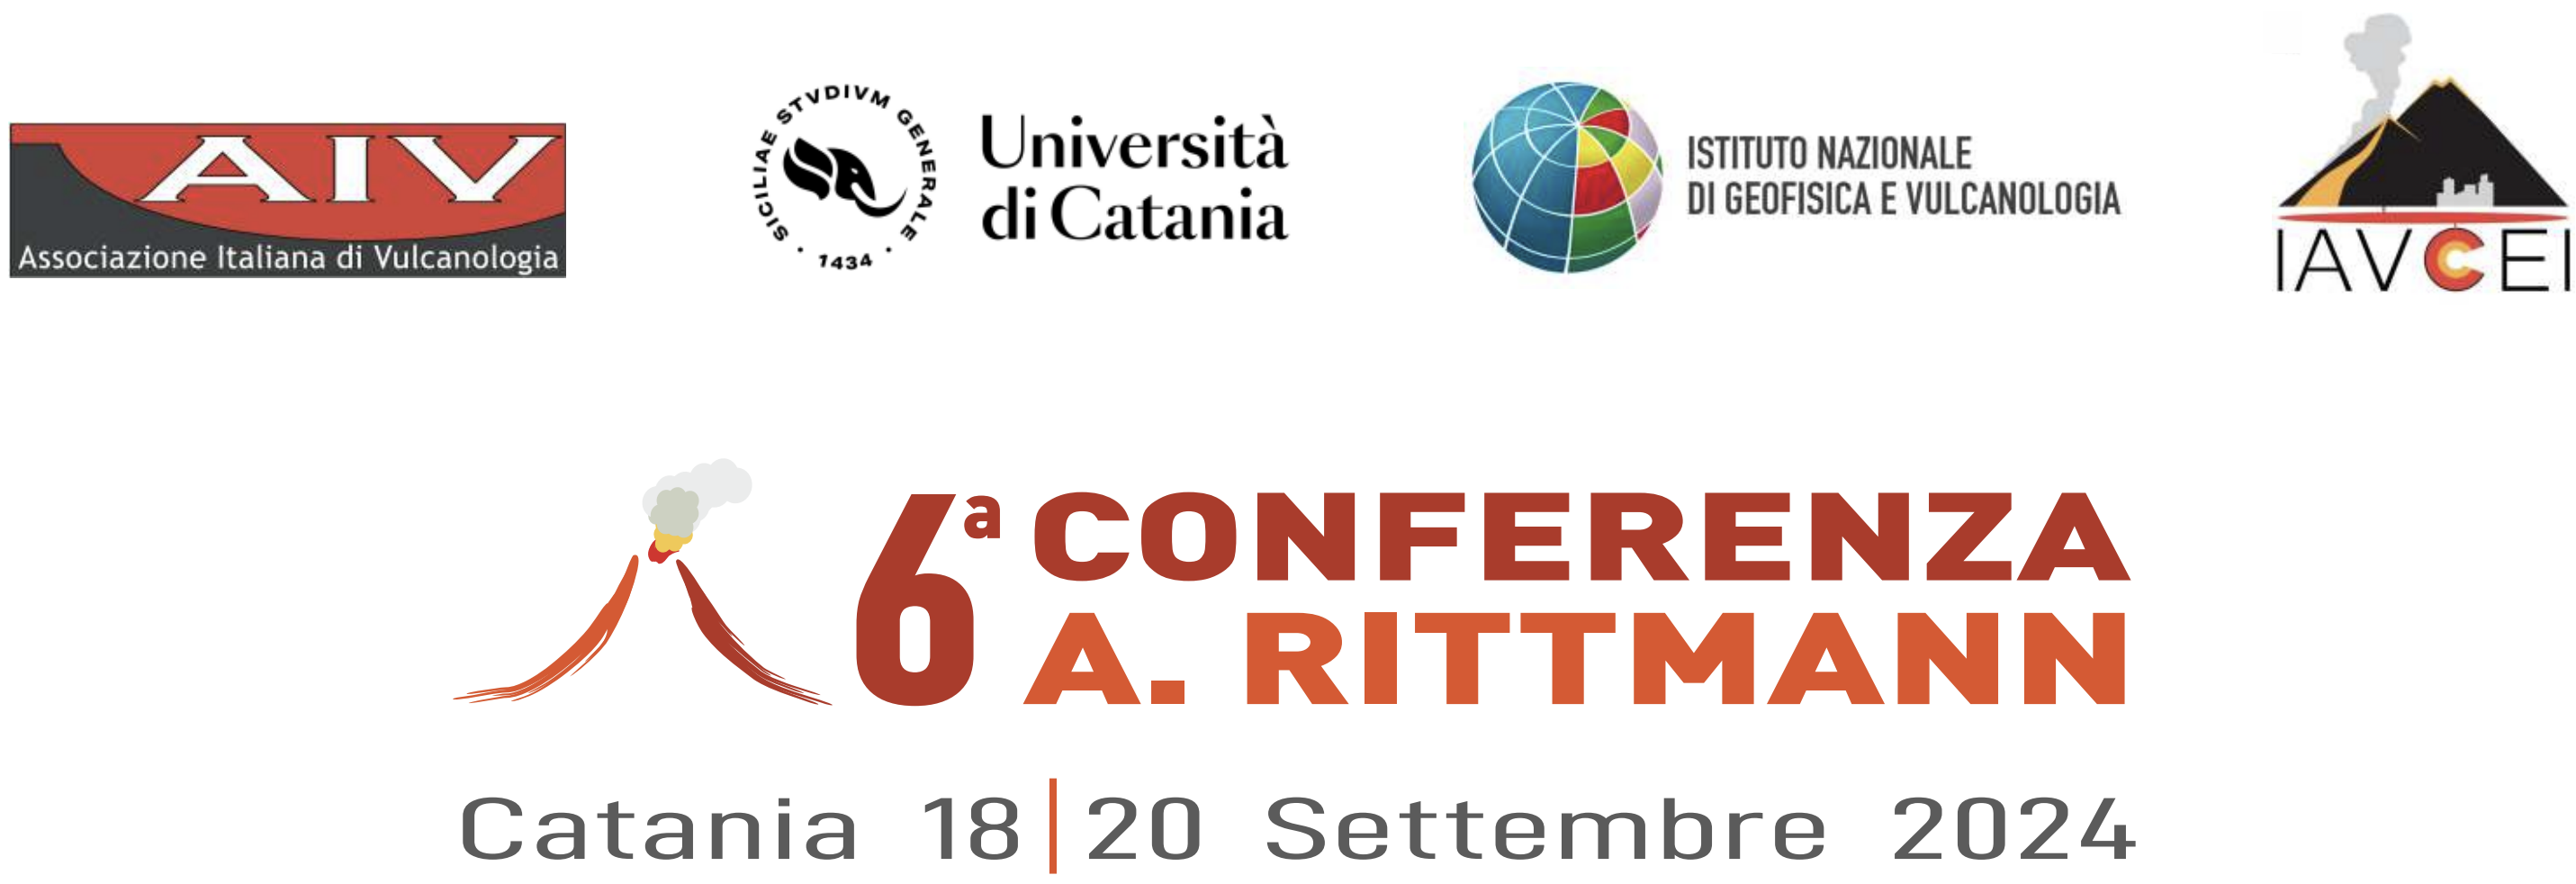 AIV
Associazione Italiana di Vulcanologia
SICILIAE STVDIVM GENERALE
· 1434 ·
Università
di Catania
ISTITUTO NAZIONALE
DI GEOFISICA E VULCANOLOGIA
IAVCEI
6ª CONFERENZA
A. RITTMANN
Catania 18|20 Settembre 2024